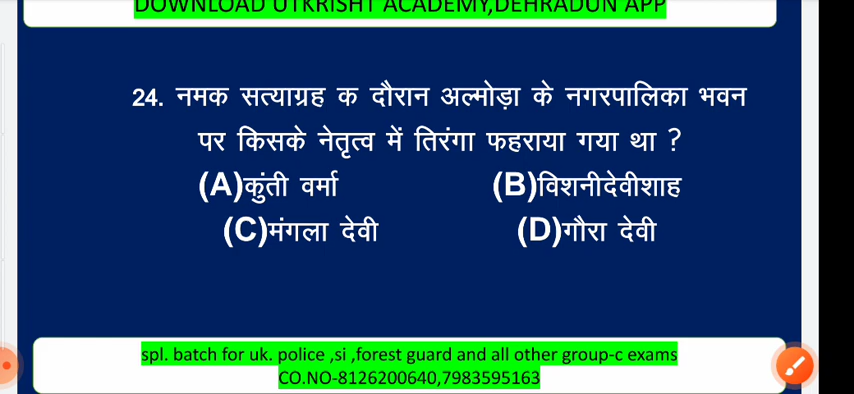 DOWNLOAD UTKRISHT ACADEMY,DEHRADUN APP
24. नमक सत्याग्रह क दौरान अल्मोड़ा के नगरपालिका भवन
पर किसके नेतृत्व में तिरंगा फहराया गया था ?
(A)कुंती वर्मा (B)विशनीदेवीशाह
(C)मंगला देवी (D)गौरा देवी
spl. batch for uk. police ,si ,forest guard and all other group-c exams
CO.NO-8126200640,7983595163